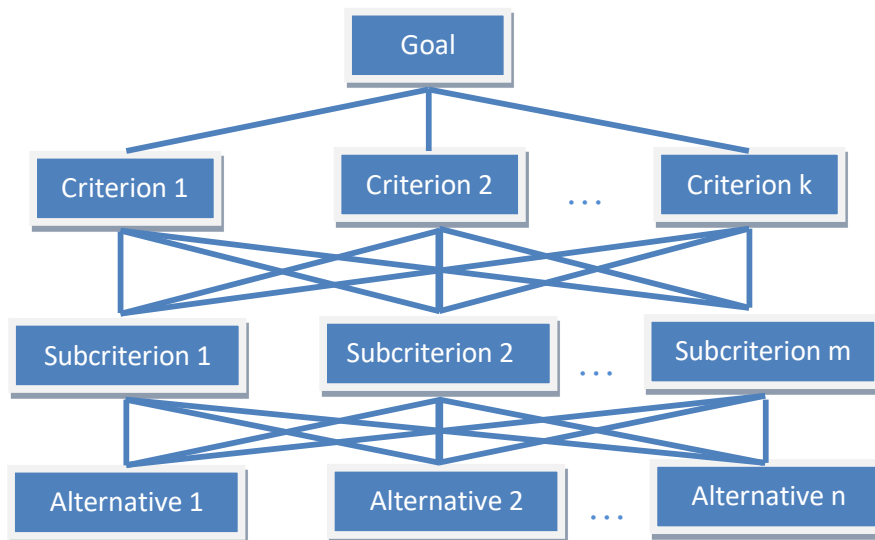 Goal
Criterion 1
Criterion 2
...
Criterion k
Subcriterion 1
Subcriterion 2
...
Subcriterion m
Alternative 1
Alternative 2
...
Alternative n